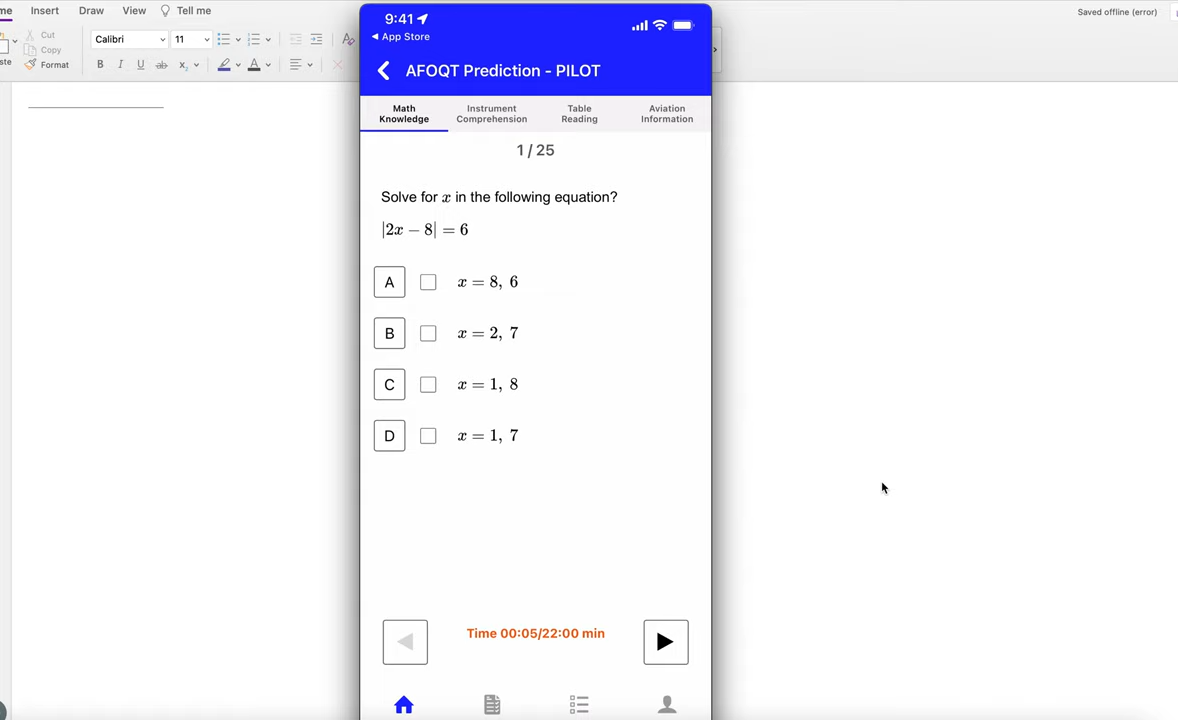 me Insert Draw View Tell me
Saved offline (error)
Cut
Copy
Format
Calibri 11
B I U ab x A
9:41
App Store
AFOQT Prediction - PILOT
Math Knowledge
Instrument Comprehension
Table Reading
Aviation Information
1 / 25
Solve for x in the following equation?
|2x − 8| = 6
A x = 8, 6
B x = 2, 7
C x = 1, 8
D x = 1, 7
Time 00:05/22:00 min